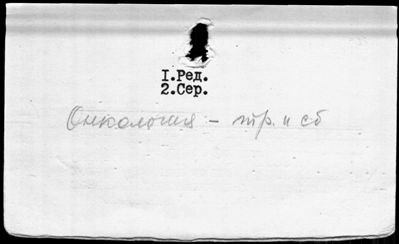 I.Ред.
2.Сер.
Онкология – тр. и сб